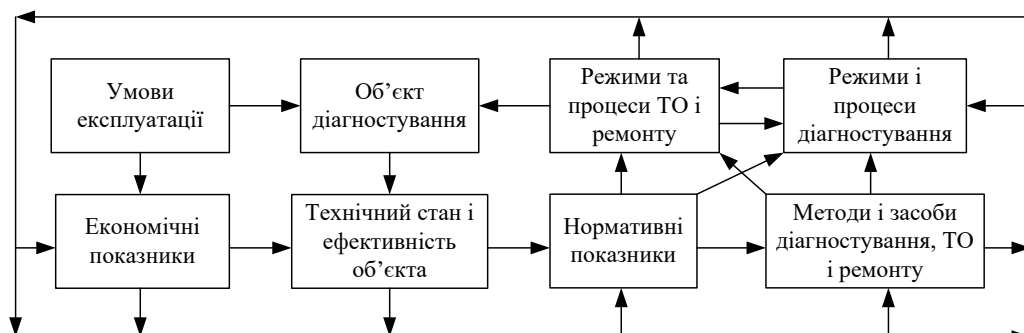 Умови
експлуатації
Об’єкт
діагностування
Режими та
процеси ТО і
ремонту
Режими і
процеси
діагностування
Економічні
показники
Технічний стан і
ефективність
об’єкта
Нормативні
показники
Методи і засоби
діагностування, ТО
і ремонту